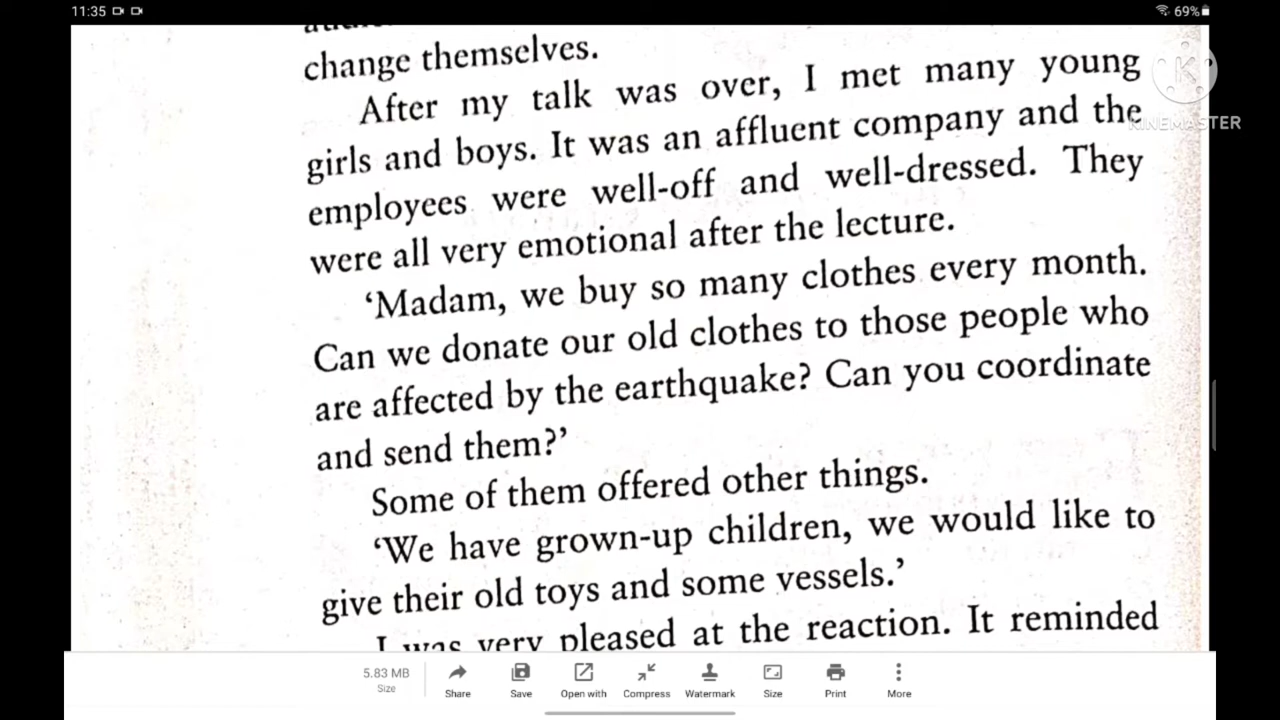 11:35
69%
change themselves.
After my talk was over, I met many young
girls and boys. It was an affluent company and the
employees were well-off and well-dressed. They
were all very emotional after the lecture.
‘Madam, we buy so many clothes every month.
Can we donate our old clothes to those people who
are affected by the earthquake? Can you coordinate
and send them?’
Some of them offered other things.
‘We have grown-up children, we would like to
give their old toys and some vessels.’
I was very pleased at the reaction. It reminded
K
KINEMASTER
5.83 MB
Size
Share
Save
Open with
Compress
Watermark
Size
Print
More